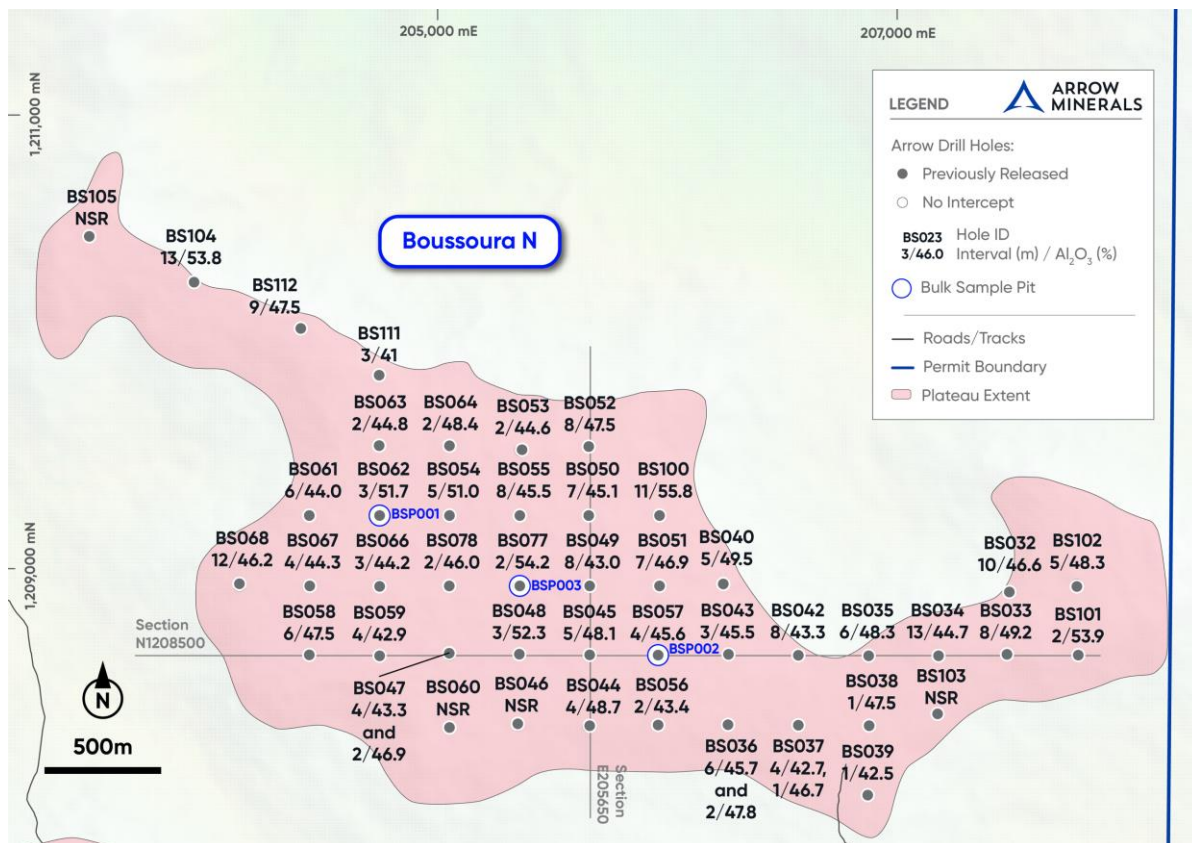 205,000 mE
207,000 mE
1,211,000 mN
1,209,000 mN
LEGEND
ARROW
MINERALS
Arrow Drill Holes:
Previously Released
No Intercept
BS023
3/46.0
Hole ID
Interval (m) / Al₂O₃ (%)
Bulk Sample Pit
Roads/Tracks
Permit Boundary
Plateau Extent
Boussoura N
BS105
NSR
BS104
13/53.8
BS112
9/47.5
BS111
3/41
BS063
2/44.8
BS064
2/48.4
BS053
2/44.6
BS052
8/47.5
BS061
6/44.0
BS062
3/51.7
BS054
5/51.0
BS055
8/45.5
BS050
7/45.1
BS100
11/55.8
BSP001
BS068
12/46.2
BS067
4/44.3
BS066
3/44.2
BS078
2/46.0
BS077
2/54.2
BS049
8/43.0
BS051
7/46.9
BS040
5/49.5
BS032
10/46.6
BS102
5/48.3
BSP003
Section
N1208500
BS058
6/47.5
BS059
4/42.9
BS048
3/52.3
BS045
5/48.1
BS057
4/45.6
BS043
3/45.5
BS042
8/43.3
BS035
6/48.3
BS034
13/44.7
BS033
8/49.2
BS101
2/53.9
BSP002
BS047
4/43.3
and
2/46.9
BS060
NSR
BS046
NSR
BS044
4/48.7
BS056
2/43.4
BS038
1/47.5
BS103
NSR
BS036
6/45.7
and
2/47.8
BS037
4/42.7,
1/46.7
BS039
1/42.5
Section
E205650
N
500m